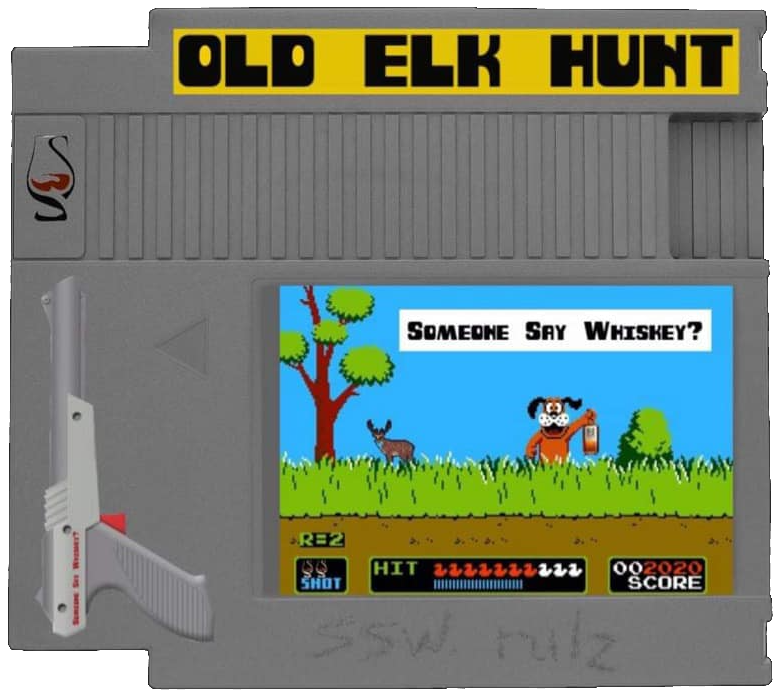 OLD ELK HUNT
SOMEONE SAY WHISKEY?
R=2
SHOT
HIT
002020
SCORE
SOMEONE SAY WHISKEY?
SSW. rulz